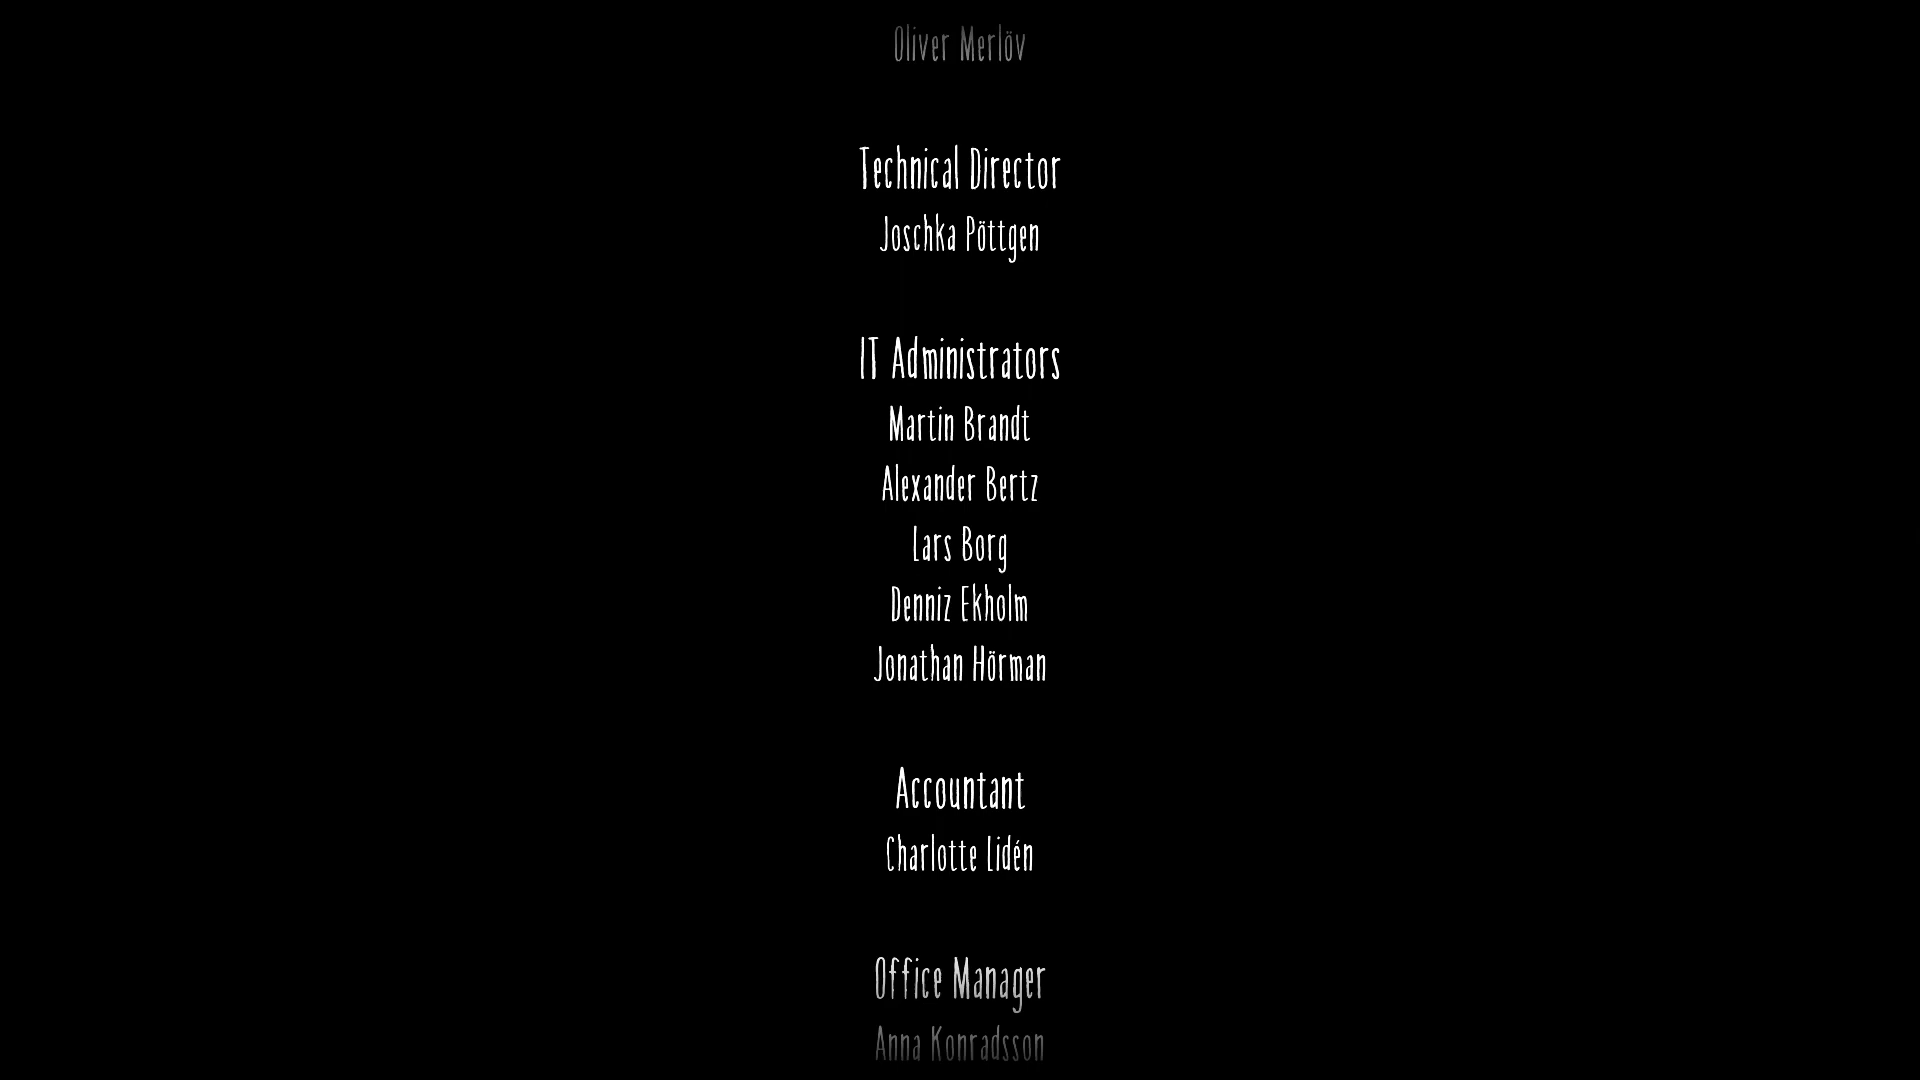 Oliver Merlöv
Technical Director
Joschka Pöttgen
IT Administrators
Martin Brandt
Alexander Bertz
Lars Borg
Denniz Ekholm
Jonathan Hörman
Accountant
Charlotte Lidén
Office Manager
Anna Konradsson